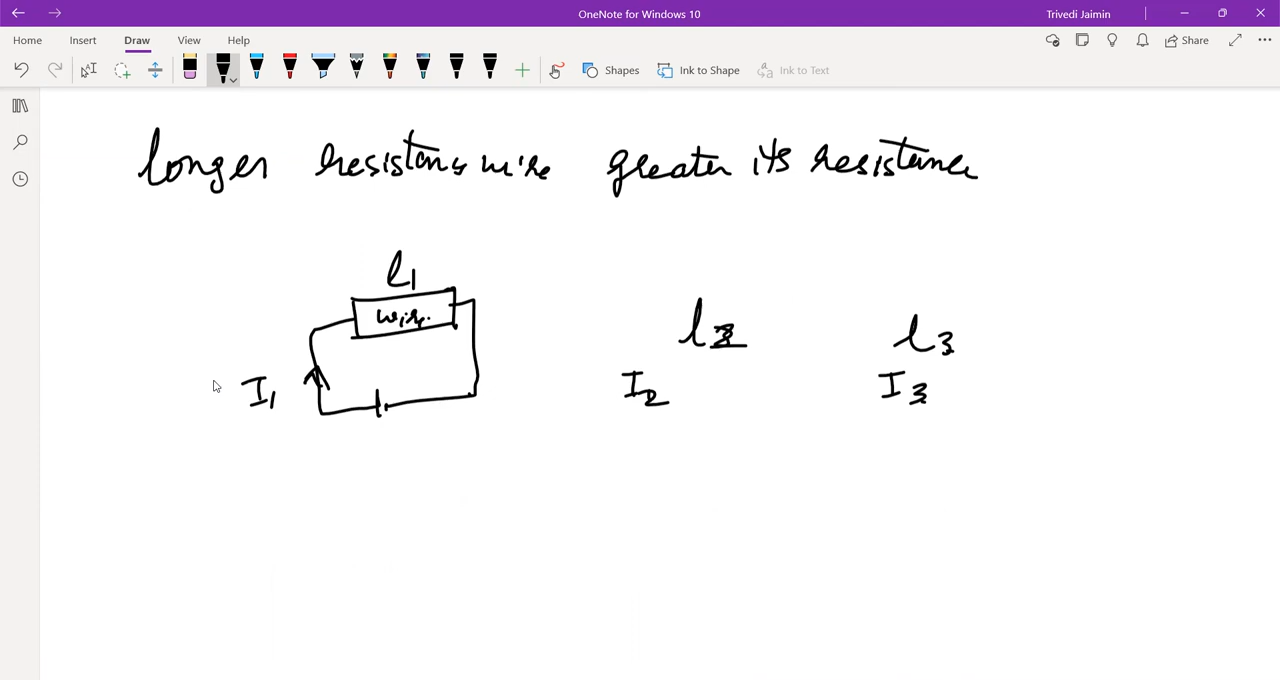 OneNote for Windows 10
Trivedi Jaimin
Home Insert Draw View Help
Share
Shapes Ink to Shape Ink to Text
longer resistans wire greater its resistance
l1
wire.
l2 l3
I1 I2 I3